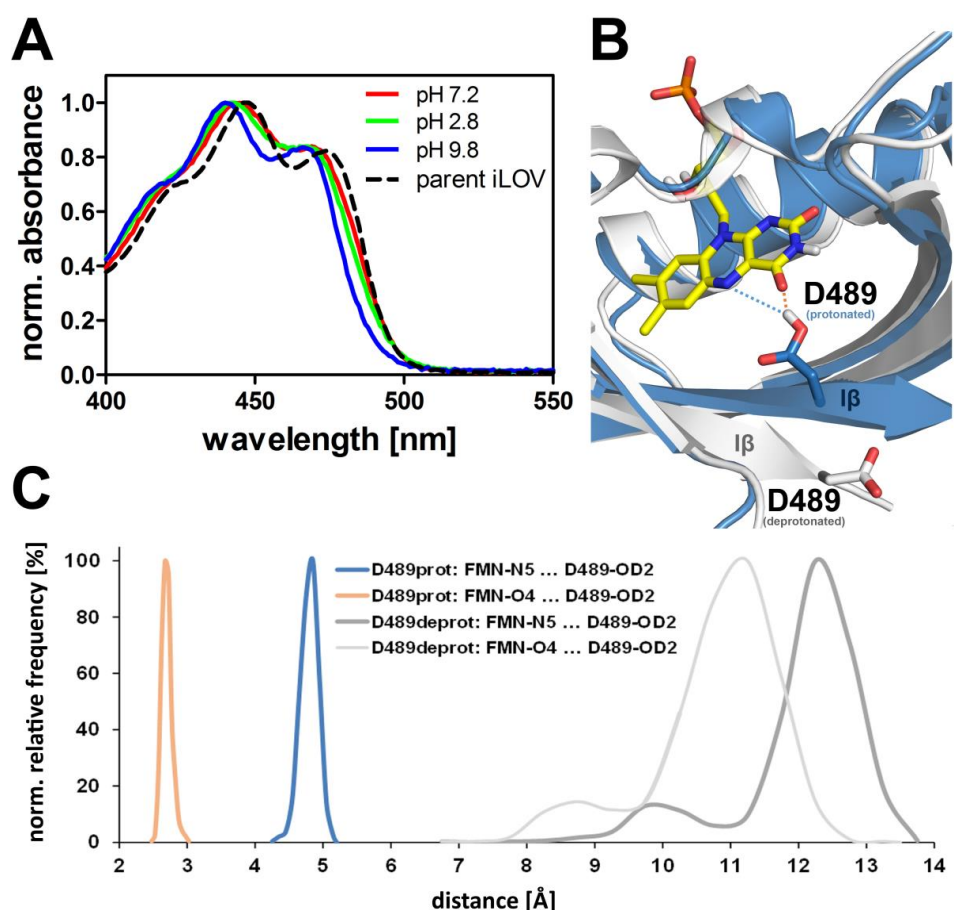 A
norm. absorbance
1.0
0.8
0.6
0.4
0.2
0.0
400
450
500
550
wavelength [nm]
pH 7.2
pH 2.8
pH 9.8
parent iLOV
B
D489
(protonated)
Iβ
Iβ
D489
(deprotonated)
C
norm. relative frequency [%]
100
80
60
40
20
0
2 3 4 5 6 7 8 9 10 11 12 13 14
distance [Å]
D489prot: FMN-N5 ... D489-OD2
D489prot: FMN-O4 ... D489-OD2
D489deprot: FMN-N5 ... D489-OD2
D489deprot: FMN-O4 ... D489-OD2